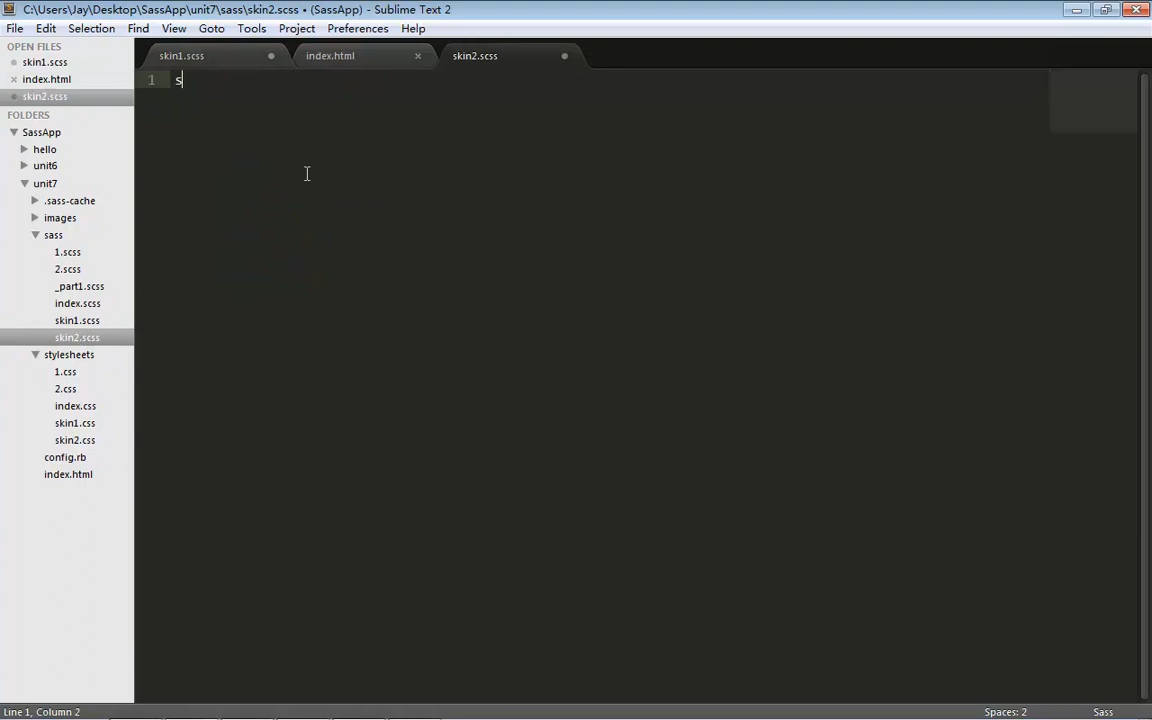 C:\Users\Jay\Desktop\SassApp\unit7\sass\skin2.scss • (SassApp) - Sublime Text 2
File Edit Selection Find View Goto Tools Project Preferences Help
OPEN FILES
skin1.scss
index.html
skin2.scss
FOLDERS
SassApp
hello
unit6
unit7
.sass-cache
images
sass
1.scss
2.scss
_part1.scss
index.scss
skin1.scss
skin2.scss
stylesheets
1.css
2.css
index.css
skin1.css
skin2.css
config.rb
index.html
skin1.scss index.html skin2.scss
1 s
Line 1, Column 2 Spaces: 2 Sass